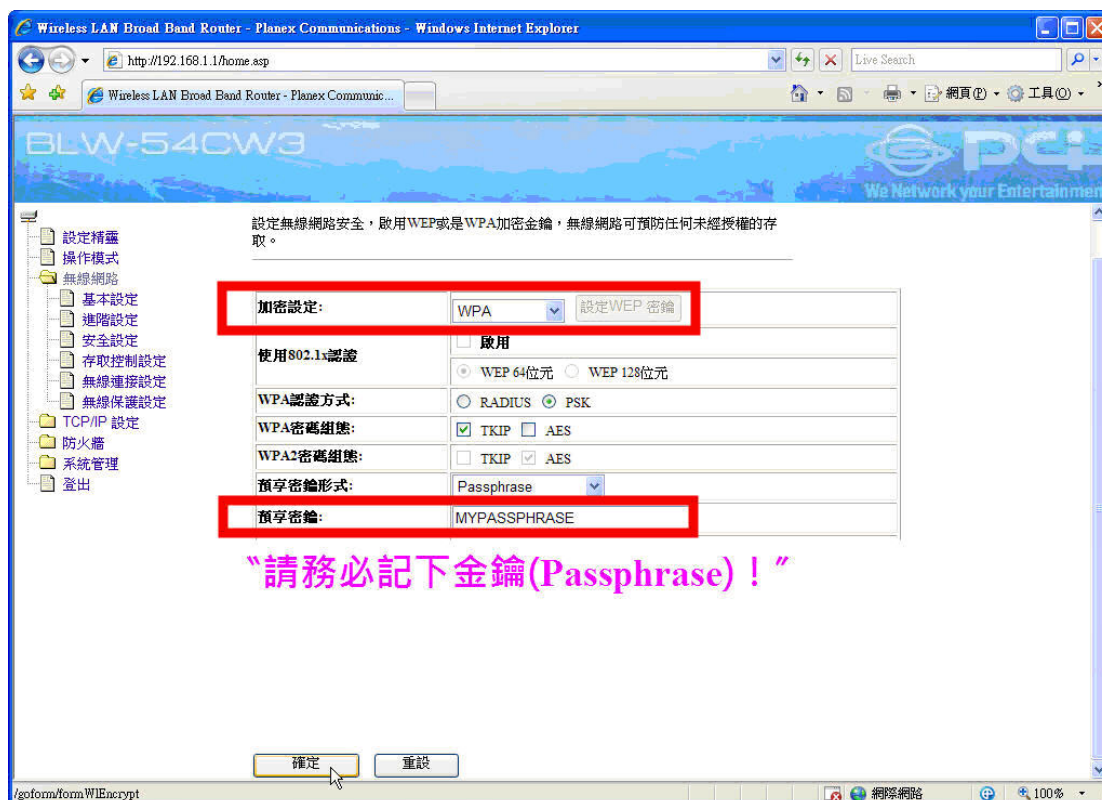 Wireless LAN Broad Band Router - Planex Communications - Windows Internet Explorer
http://192.168.1.1/home.asp
Live Search
Wireless LAN Broad Band Router - Planex Communic...
網頁(P)
工具(O)
BLW-54CW3
PCi
We Network your Entertainmen
設定精靈
操作模式
無線網路
基本設定
進階設定
安全設定
存取控制設定
無線連接設定
無線保護設定
TCP/IP 設定
防火牆
系統管理
登出
設定無線網路安全，啟用WEP或是WPA加密金鑰，無線網路可預防任何未經授權的存
取。
加密設定: WPA 設定WEP 密鑰
使用802.1x認證 啟用
WEP 64位元 WEP 128位元
WPA認證方式: RADIUS PSK
WPA密碼組態: TKIP AES
WPA2密碼組態: TKIP AES
預享密鑰形式: Passphrase
預享密鑰: MYPASSPHRASE
〝請務必記下金鑰(Passphrase)！〞
確定 重設
/goform/formWlEncrypt
網際網路
100%